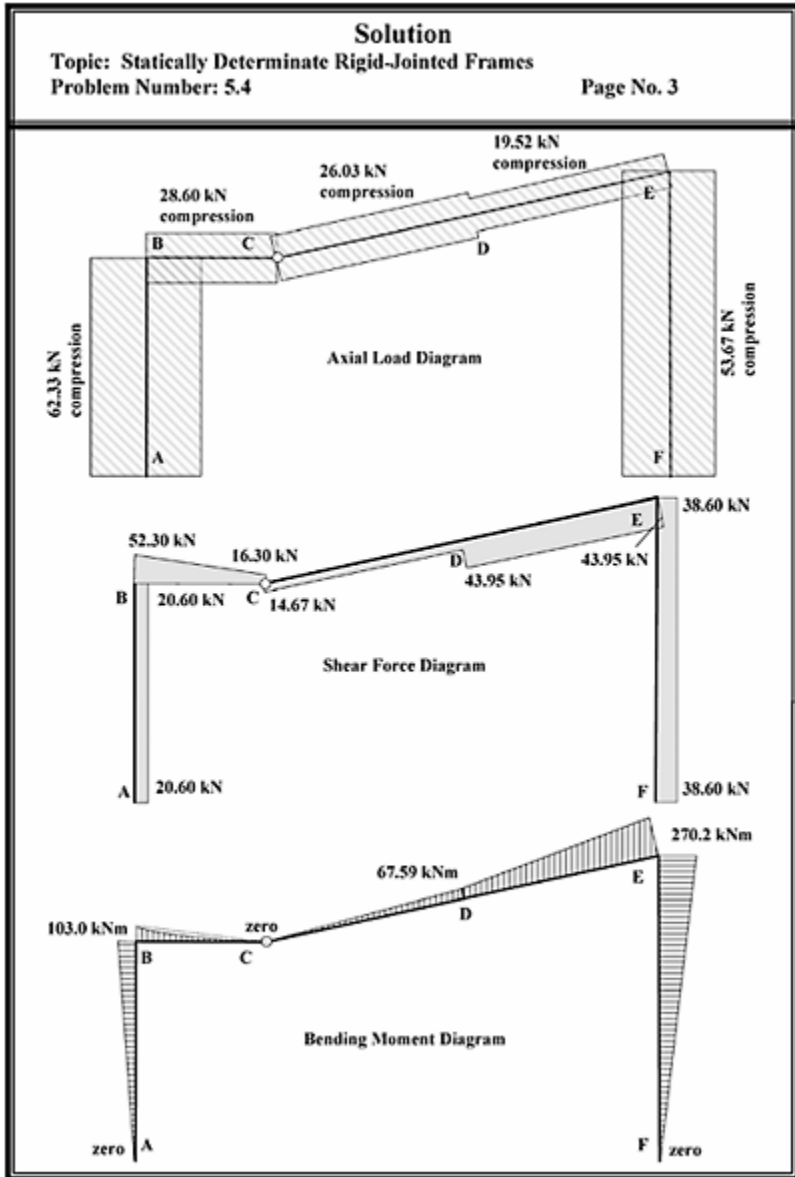 Solution
Topic: Statically Determinate Rigid-Jointed Frames
Problem Number: 5.4 Page No. 3
19.52 kN
compression
26.03 kN
compression
28.60 kN
compression
B
C
D
E
62.33 kN
compression
53.67 kN
compression
Axial Load Diagram
A
F
52.30 kN
16.30 kN
38.60 kN
E
D
43.95 kN
43.95 kN
B
20.60 kN
C
14.67 kN
Shear Force Diagram
A
20.60 kN
F
38.60 kN
270.2 kNm
67.59 kNm
E
D
103.0 kNm
zero
B
C
Bending Moment Diagram
zero
A
F
zero